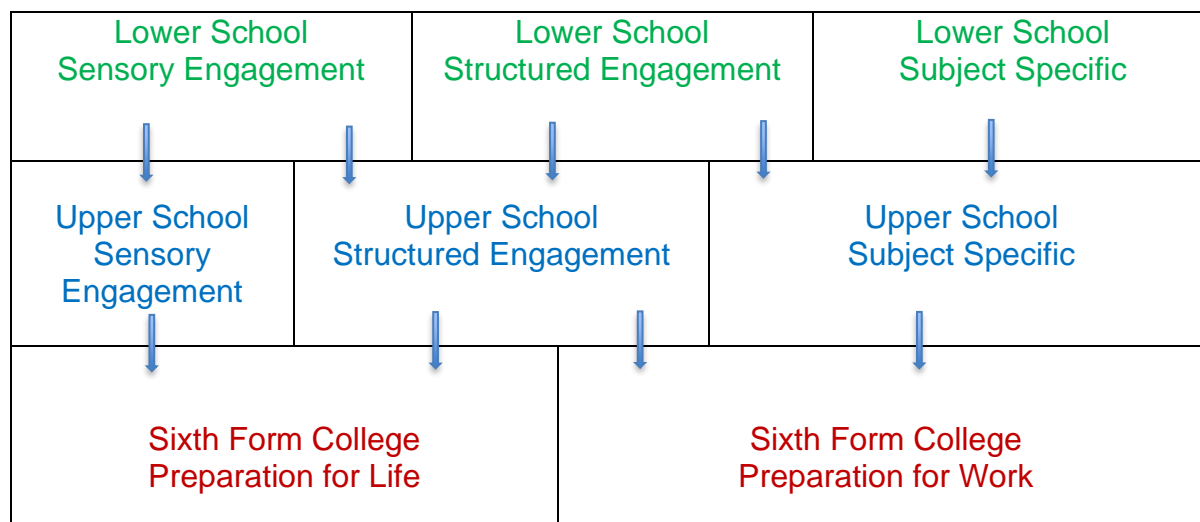 Lower School
Sensory Engagement
Lower School
Structured Engagement
Lower School
Subject Specific
Upper School
Sensory
Engagement
Upper School
Structured Engagement
Upper School
Subject Specific
Sixth Form College
Preparation for Life
Sixth Form College
Preparation for Work